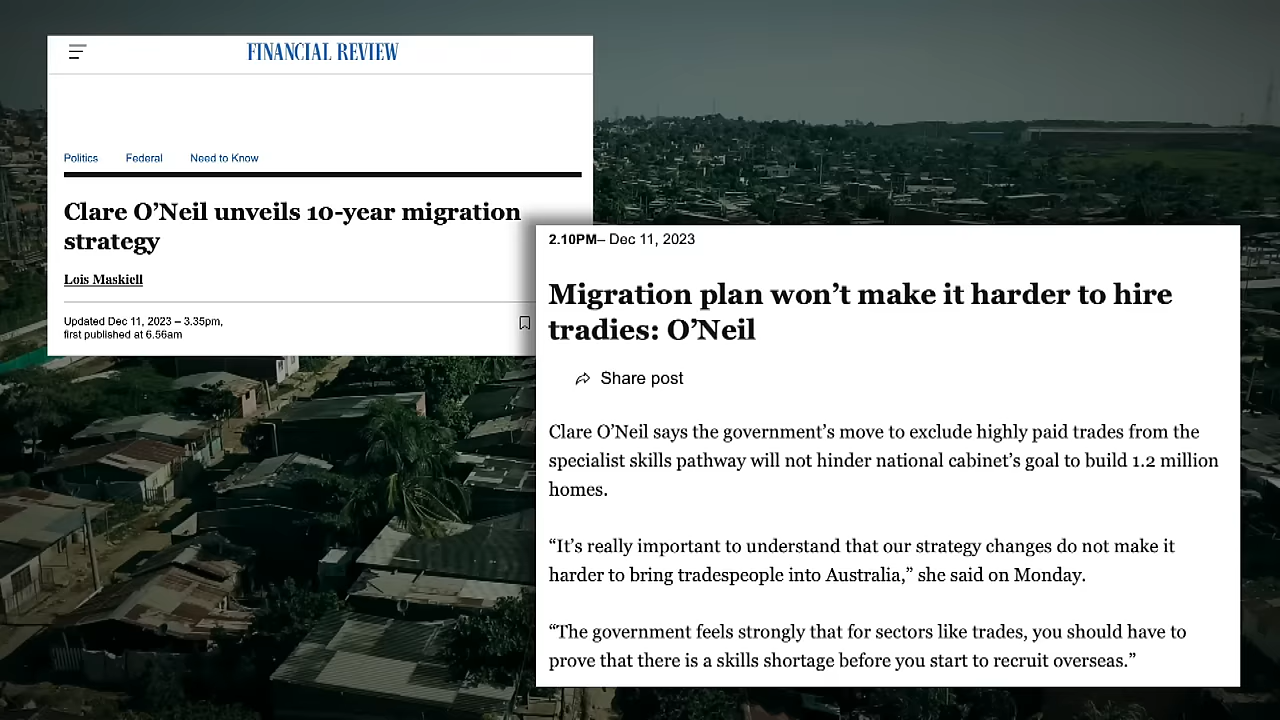 FINANCIAL REVIEW
Politics Federal Need to Know
Clare O’Neil unveils 10-year migration
strategy
Lois Maskiell
Updated Dec 11, 2023 – 3.35pm,
first published at 6.56am
2.10PM– Dec 11, 2023
Migration plan won’t make it harder to hire
tradies: O’Neil
Share post
Clare O’Neil says the government’s move to exclude highly paid trades from the
specialist skills pathway will not hinder national cabinet’s goal to build 1.2 million
homes.
“It’s really important to understand that our strategy changes do not make it
harder to bring tradespeople into Australia,” she said on Monday.
“The government feels strongly that for sectors like trades, you should have to
prove that there is a skills shortage before you start to recruit overseas.”